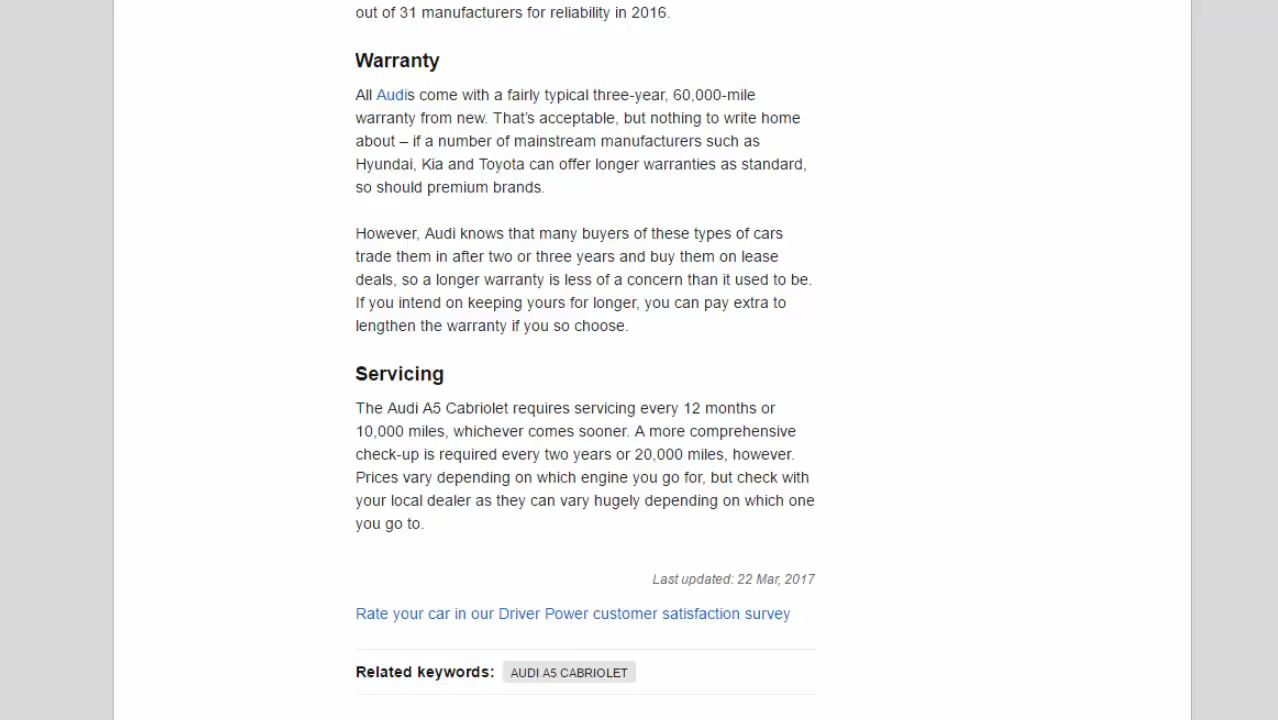 out of 31 manufacturers for reliability in 2016.
Warranty
All Audis come with a fairly typical three-year, 60,000-mile
warranty from new. That's acceptable, but nothing to write home
about – if a number of mainstream manufacturers such as
Hyundai, Kia and Toyota can offer longer warranties as standard,
so should premium brands.
However, Audi knows that many buyers of these types of cars
trade them in after two or three years and buy them on lease
deals, so a longer warranty is less of a concern than it used to be.
If you intend on keeping yours for longer, you can pay extra to
lengthen the warranty if you so choose.
Servicing
The Audi A5 Cabriolet requires servicing every 12 months or
10,000 miles, whichever comes sooner. A more comprehensive
check-up is required every two years or 20,000 miles, however.
Prices vary depending on which engine you go for, but check with
your local dealer as they can vary hugely depending on which one
you go to.
Last updated: 22 Mar, 2017
Rate your car in our Driver Power customer satisfaction survey
Related keywords: AUDI A5 CABRIOLET